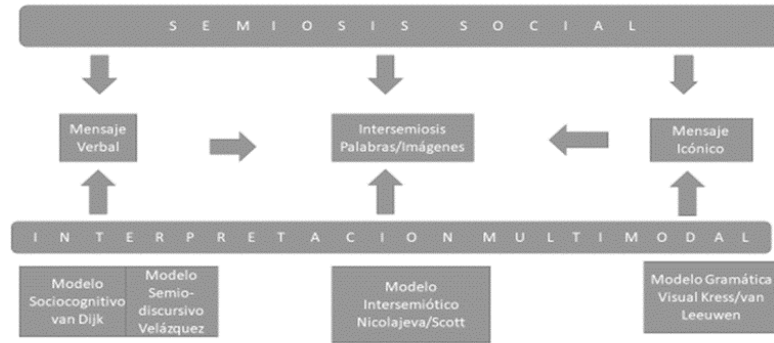 S E M I O S I S S O C I A L
Mensaje
Verbal
Intersemiosis
Palabras/Imágenes
Mensaje
Icónico
I N T E R P R E T A C I O N M U L T I M O D A L
Modelo
Sociocognitivo
van Dijk
Modelo
Semio-
discursivo
Velázquez
Modelo
Intersemiótico
Nicolajeva/Scott
Modelo Gramática
Visual Kress/van
Leeuwen